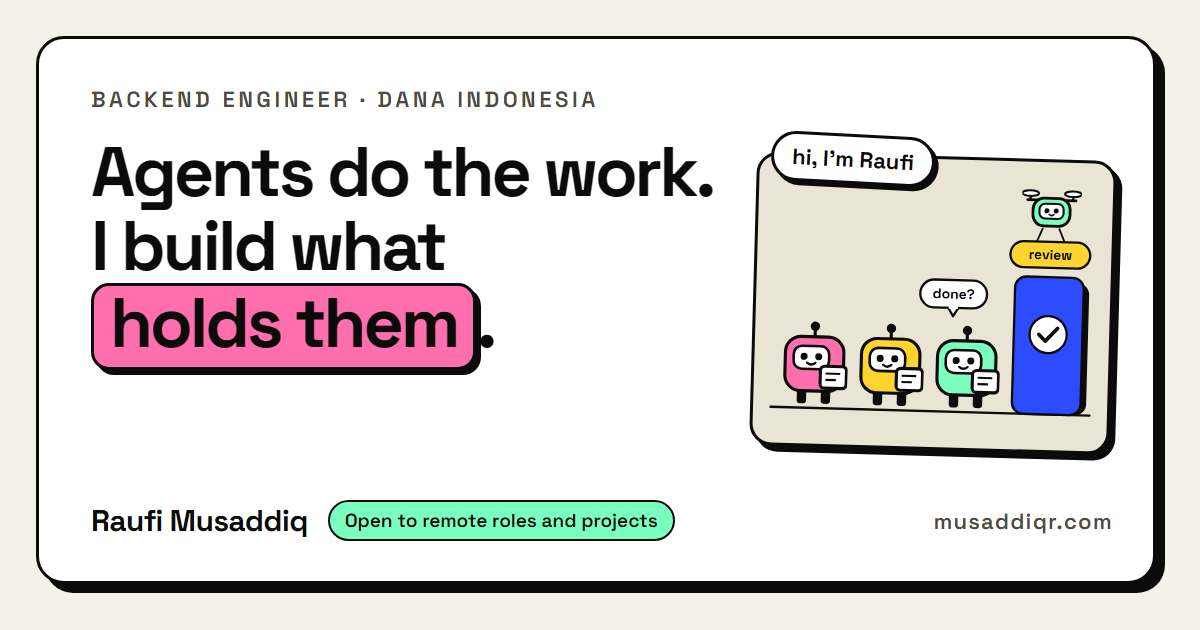 BACKEND ENGINEER · DANA INDONESIA
Agents do the work.
I build what
holds them.
hi, I’m Raufi
review
done?
Raufi Musaddiq
Open to remote roles and projects
musaddiqr.com